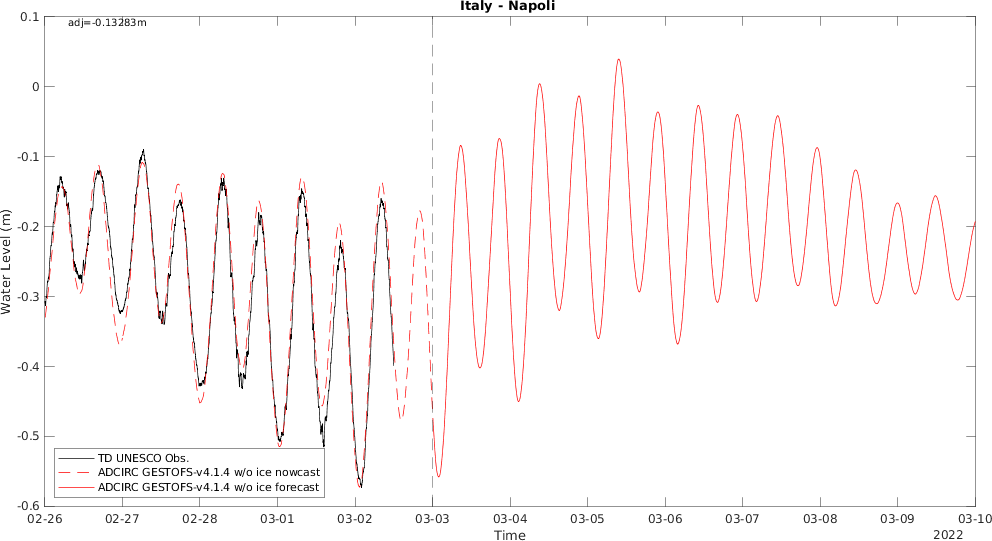 Italy - Napoli
adj=-0.13283m
0.1
0
-0.1
-0.2
-0.3
-0.4
-0.5
-0.6
Water Level (m)
TD UNESCO Obs.
ADCIRC GESTOFS-v4.1.4 w/o ice nowcast
ADCIRC GESTOFS-v4.1.4 w/o ice forecast
02-26 02-27 02-28 03-01 03-02 03-03 03-04 03-05 03-06 03-07 03-08 03-09 03-10
Time
2022